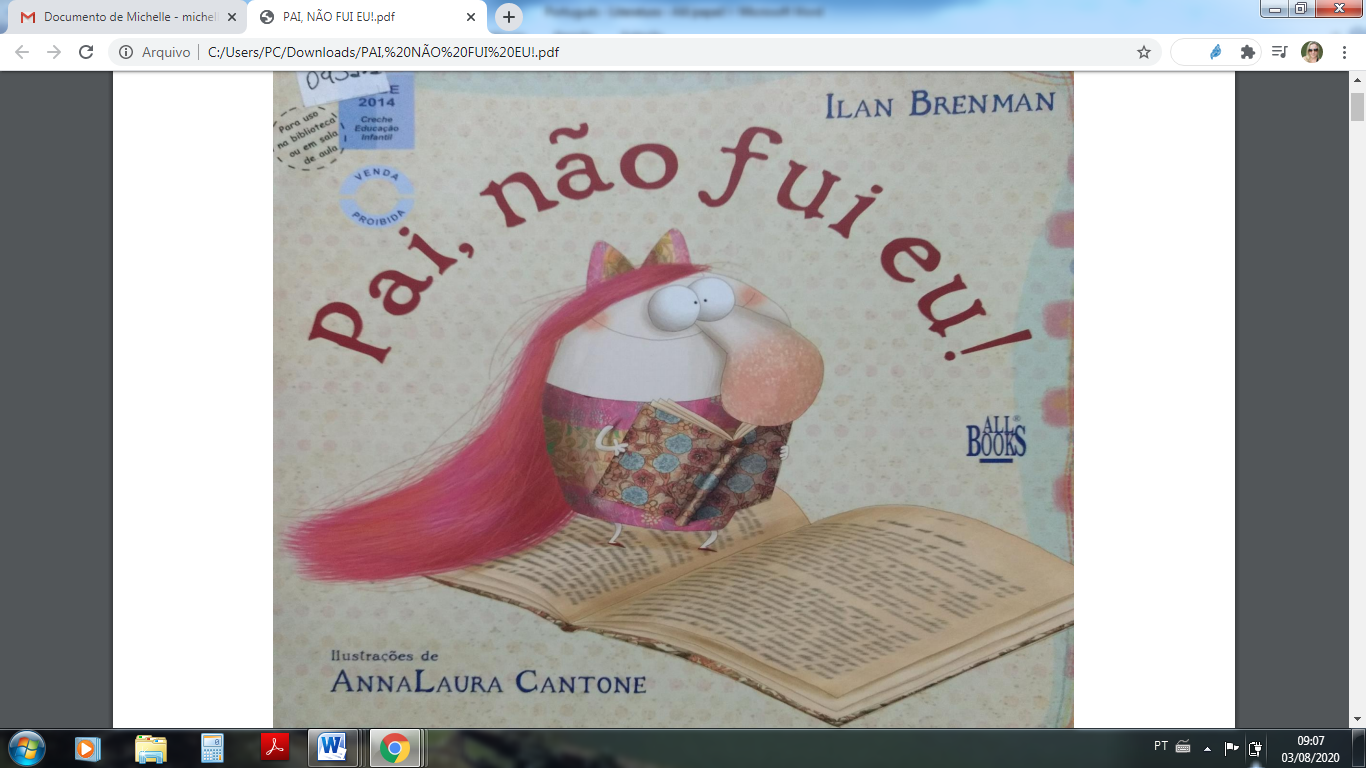 Documento de Michelle - michel
PAI, NÃO FUI EU!.pdf
Arquivo
C:/Users/PC/Downloads/PAI,%20NÃO%20FUI%20EU!.pdf
2014
Creche
Educação
Infantil
Para uso
na biblioteca
ou em sala
de aula
VENDA
PROIBIDA
ILAN BRENMAN
Pai, não fui eu!
ALL
BOOKS
Ilustrações de
ANNALAURA CANTONE
PT
09:07
03/08/2020